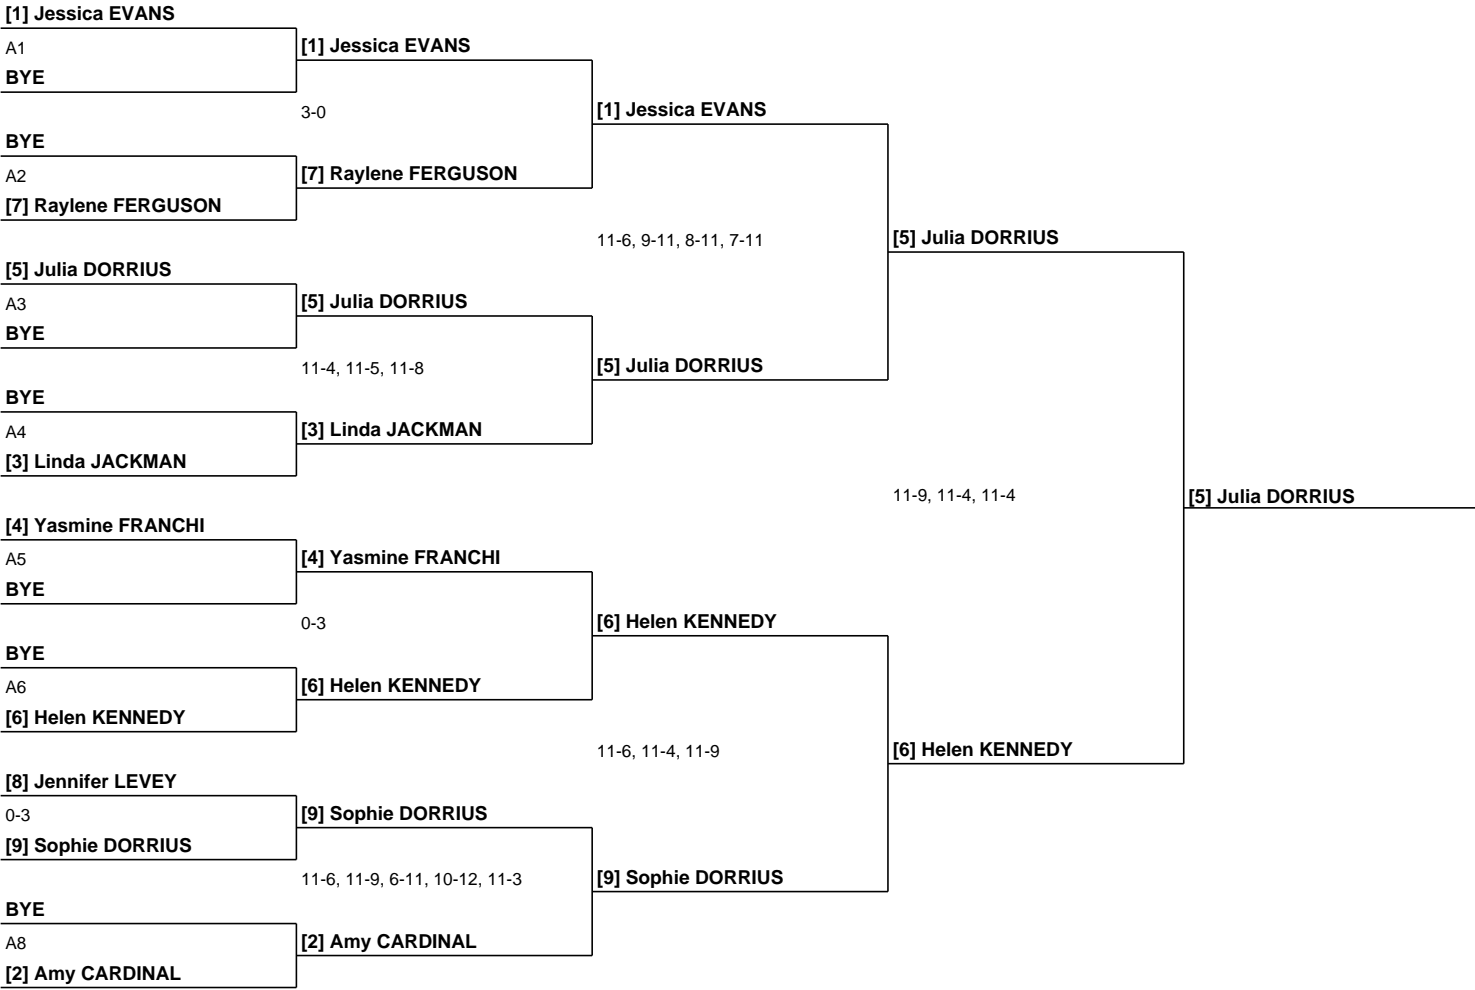 [1] Jessica EVANS
A1
BYE
BYE
A2
[7] Raylene FERGUSON
[5] Julia DORRIUS
A3
BYE
BYE
A4
[3] Linda JACKMAN
[4] Yasmine FRANCHI
A5
BYE
BYE
A6
[6] Helen KENNEDY
[8] Jennifer LEVEY
0-3
[9] Sophie DORRIUS
BYE
A8
[2] Amy CARDINAL
[1] Jessica EVANS
3-0
[7] Raylene FERGUSON
[5] Julia DORRIUS
11-4, 11-5, 11-8
[3] Linda JACKMAN
[4] Yasmine FRANCHI
0-3
[6] Helen KENNEDY
[9] Sophie DORRIUS
11-6, 11-9, 6-11, 10-12, 11-3
[2] Amy CARDINAL
[1] Jessica EVANS
11-6, 9-11, 8-11, 7-11
[5] Julia DORRIUS
[6] Helen KENNEDY
11-6, 11-4, 11-9
[9] Sophie DORRIUS
[5] Julia DORRIUS
11-9, 11-4, 11-4
[6] Helen KENNEDY
[5] Julia DORRIUS